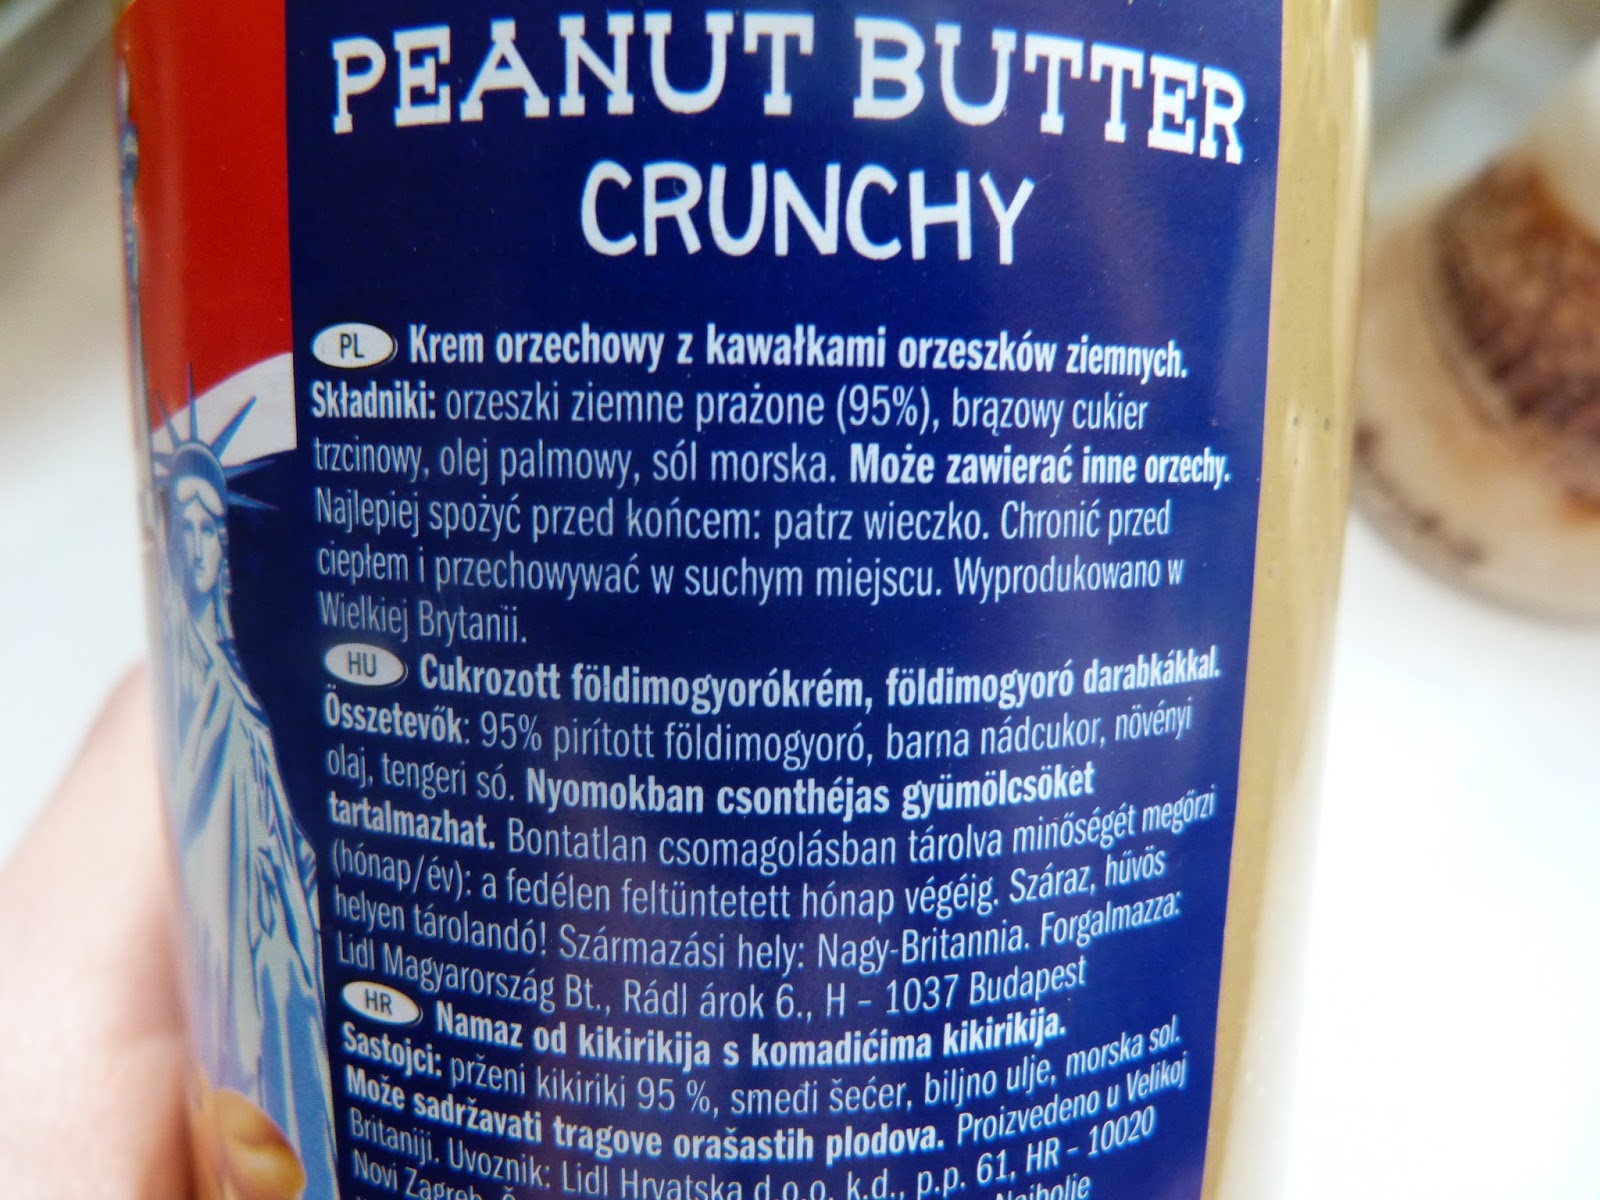 PEANUT BUTTER
CRUNCHY
PL Krem orzechowy z kawałkami orzeszków ziemnych.
Składniki: orzeszki ziemne prażone (95%), brązowy cukier
trzcinowy, olej palmowy, sól morska. Może zawierać inne orzechy.
Najlepiej spożyć przed końcem: patrz wieczko. Chronić przed
ciepłem i przechowywać w suchym miejscu. Wyprodukowano w
Wielkiej Brytanii.
HU Cukrozott földimogyorókrém, földimogyoró darabkákkal.
Összetevők: 95% pirított földimogyoró, barna nádcukor, növényi
olaj, tengeri só. Nyomokban csonthéjas gyümölcsöket
tartalmazhat. Bontatlan csomagolásban tárolva minőségét megőrzi
(hónap/év): a fedélen feltüntetett hónap végéig. Száraz, hűvös
helyen tárolandó! Származási hely: Nagy-Britannia. Forgalmazza:
Lidl Magyarország Bt., Rádl árok 6., H – 1037 Budapest
HR Namaz od kikirikija s komadićima kikirikija.
Sastojci: prženi kikiriki 95 %, smeđi šećer, biljno ulje, morska sol.
Može sadržavati tragove orašastih plodova. Proizvedeno u Velikoj
Britaniji. Uvoznik: Lidl Hrvatska d.o.o. k.d., p.p. 61, HR – 10020
Novi Zagreb, Najbolje